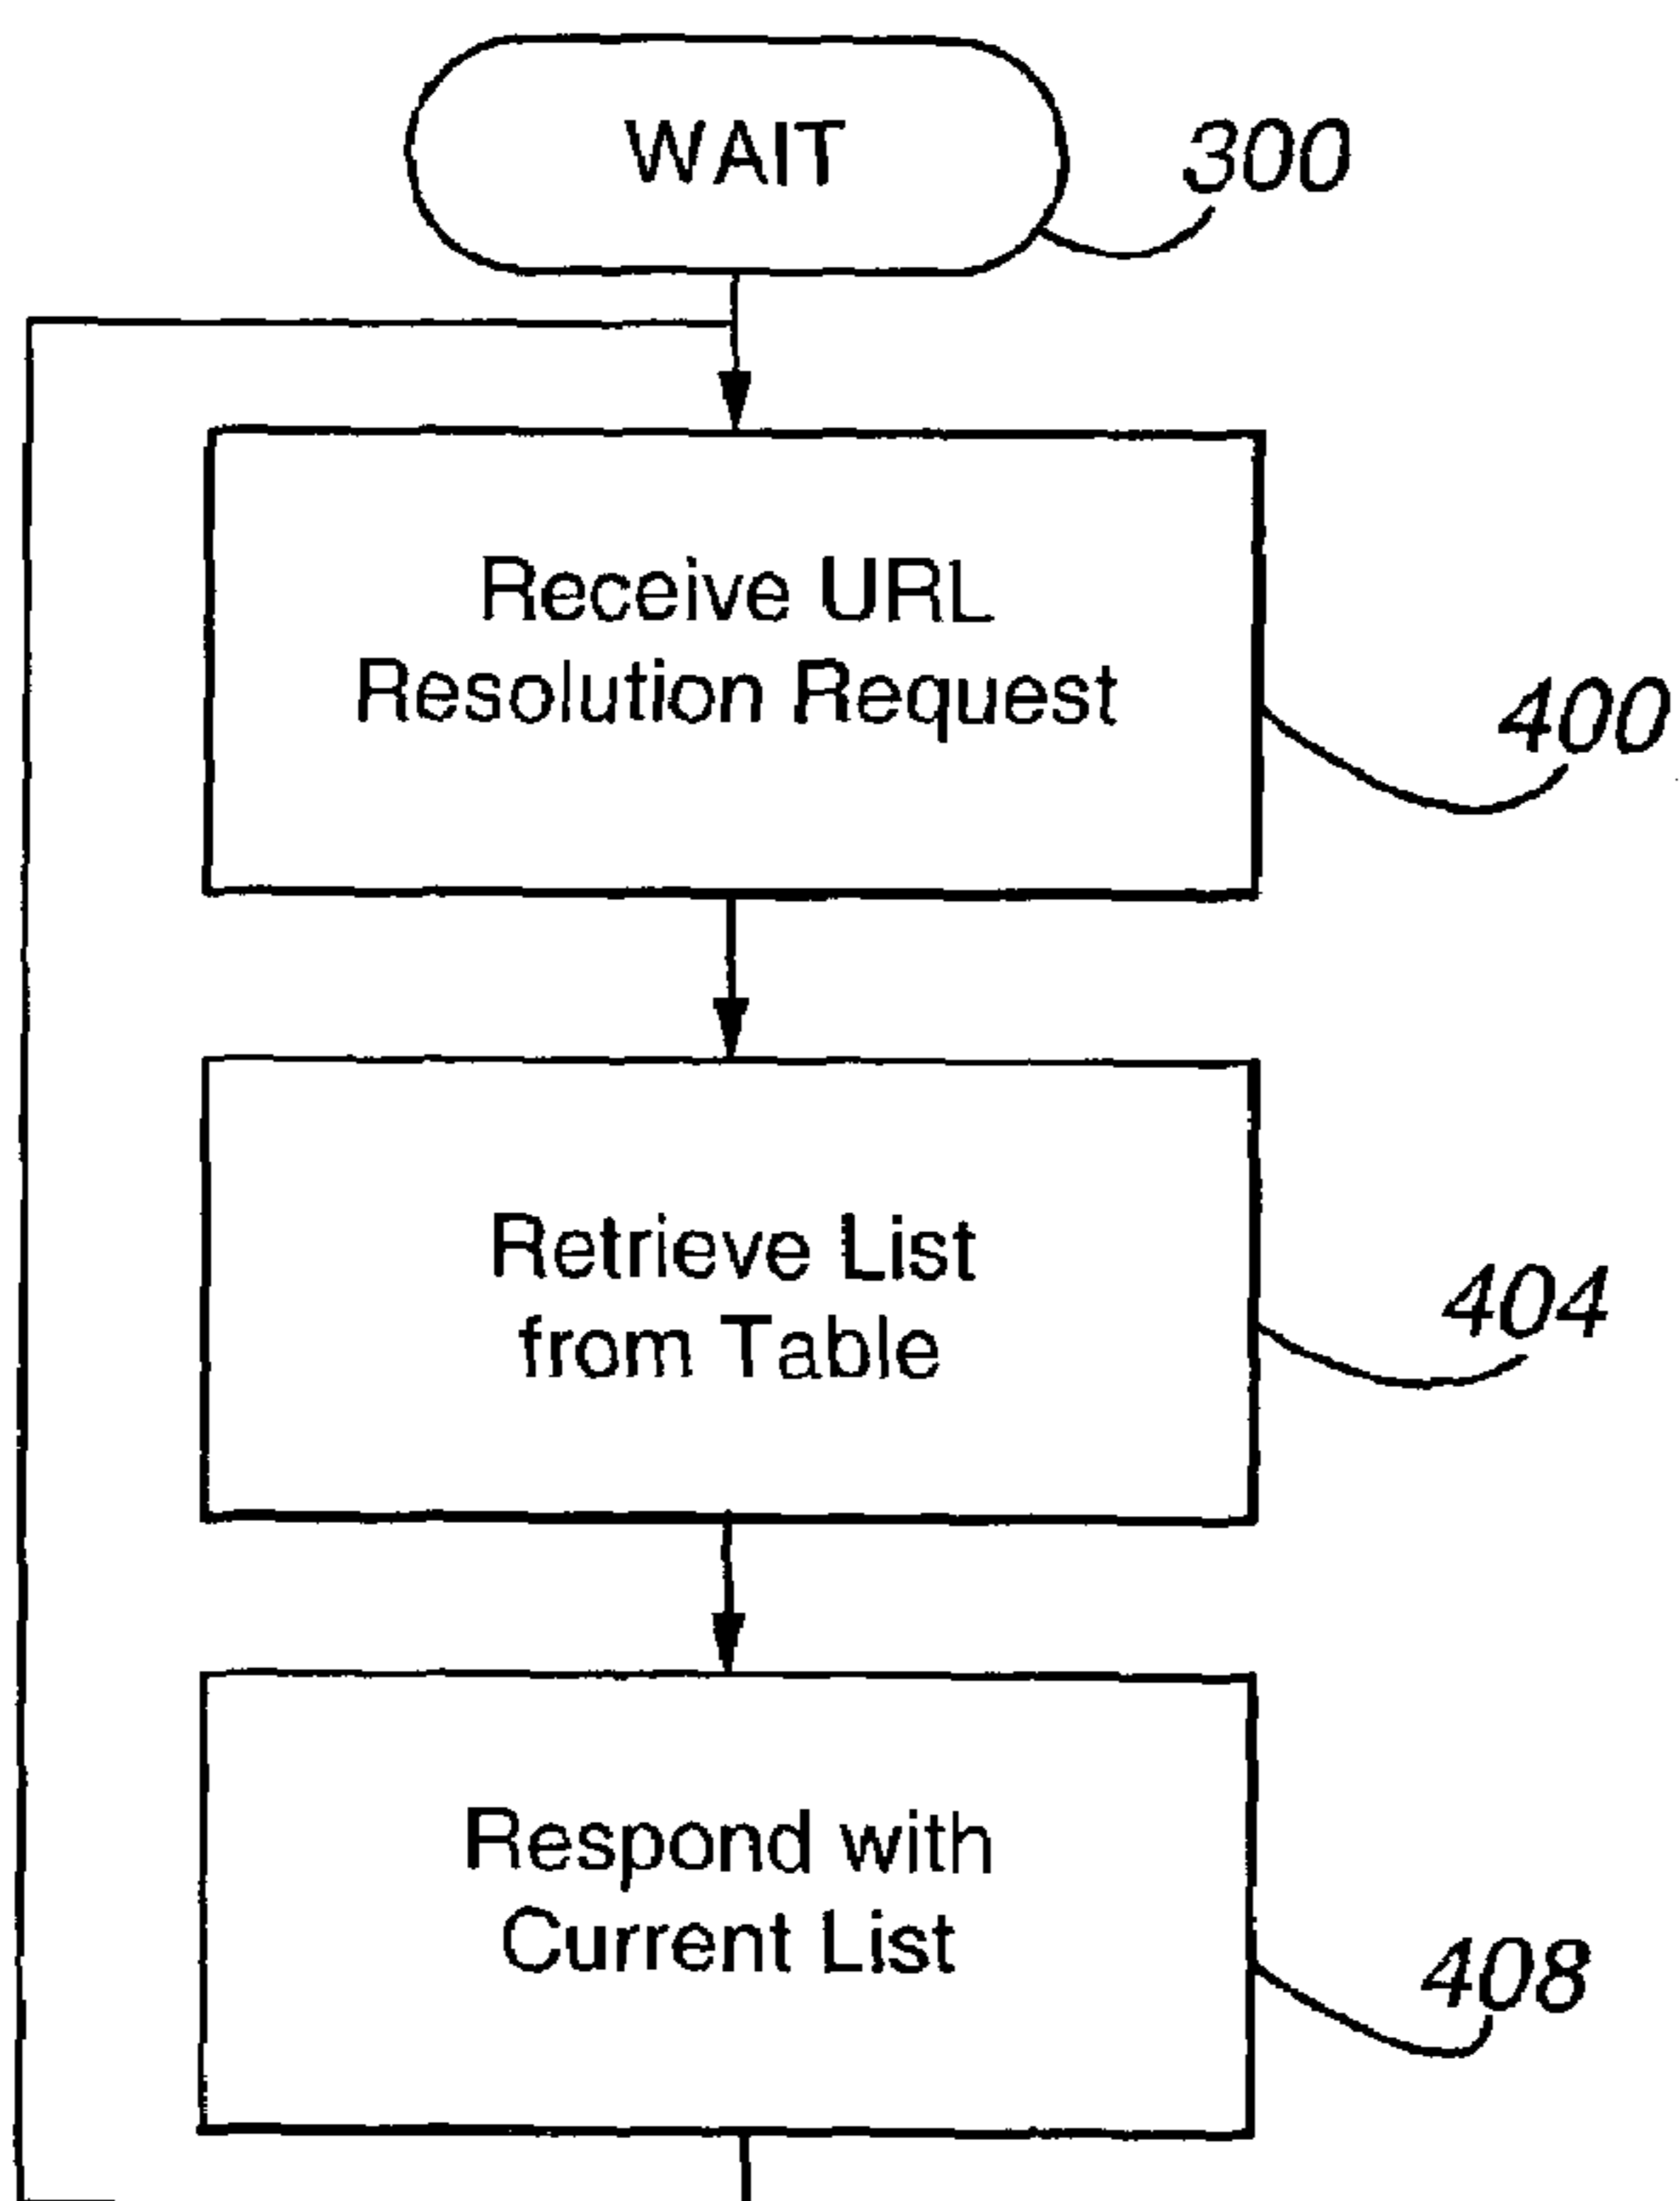 WAIT
300
Receive URL
Resolution Request
400
Retrieve List
from Table
404
Respond with
Current List
408